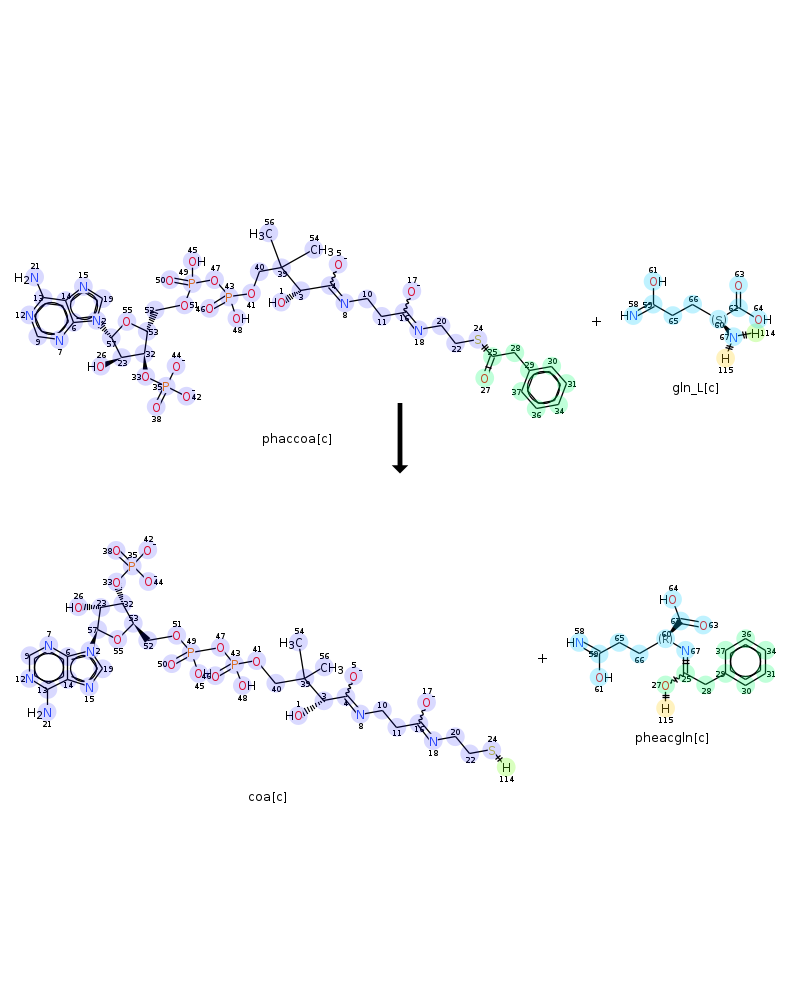 56
H₃C
54
CH₃
45
OH
5
O⁻
40
39
47
49
50
O
P
O
43
P
46
O
48
OH
41
O
51
O
52
1
HO
3
8
N
10
11
17
O⁻
16
18
N
20
22
24
S
25
27
O
28
29
30
31
34
36
37
21
H₂N
13
14
15
N
12
N
19
9
N
7
6
N
2
55
O
57
53
23
32
26
HO
33
O
35
P
44
O⁻
42
O⁻
38
O
phaccoa[c]
+
61
OH
58
HN
59
65
66
(S)
60
62
63
O
64
OH
67
N
H
114
H
115
gln_L[c]
42
O⁻
38
O
35
P
44
O⁻
33
O
26
HO
23
32
53
57
55
O
52
51
O
7
N
6
N
2
9
12
N
13
14
19
N
15
21
H₂N
49
P
50
O
45
47
O
43
P
46
O
48
OH
41
O
40
54
H₃C
56
CH₃
39
1
HO
3
4
5
O⁻
8
N
10
11
17
O⁻
16
18
N
20
22
24
S
H
114
coa[c]
+
64
HO
62
63
O
60
(R)
58
HN
59
61
OH
65
66
67
N
25
27
O
H
115
28
29
30
31
34
36
37
pheacgln[c]